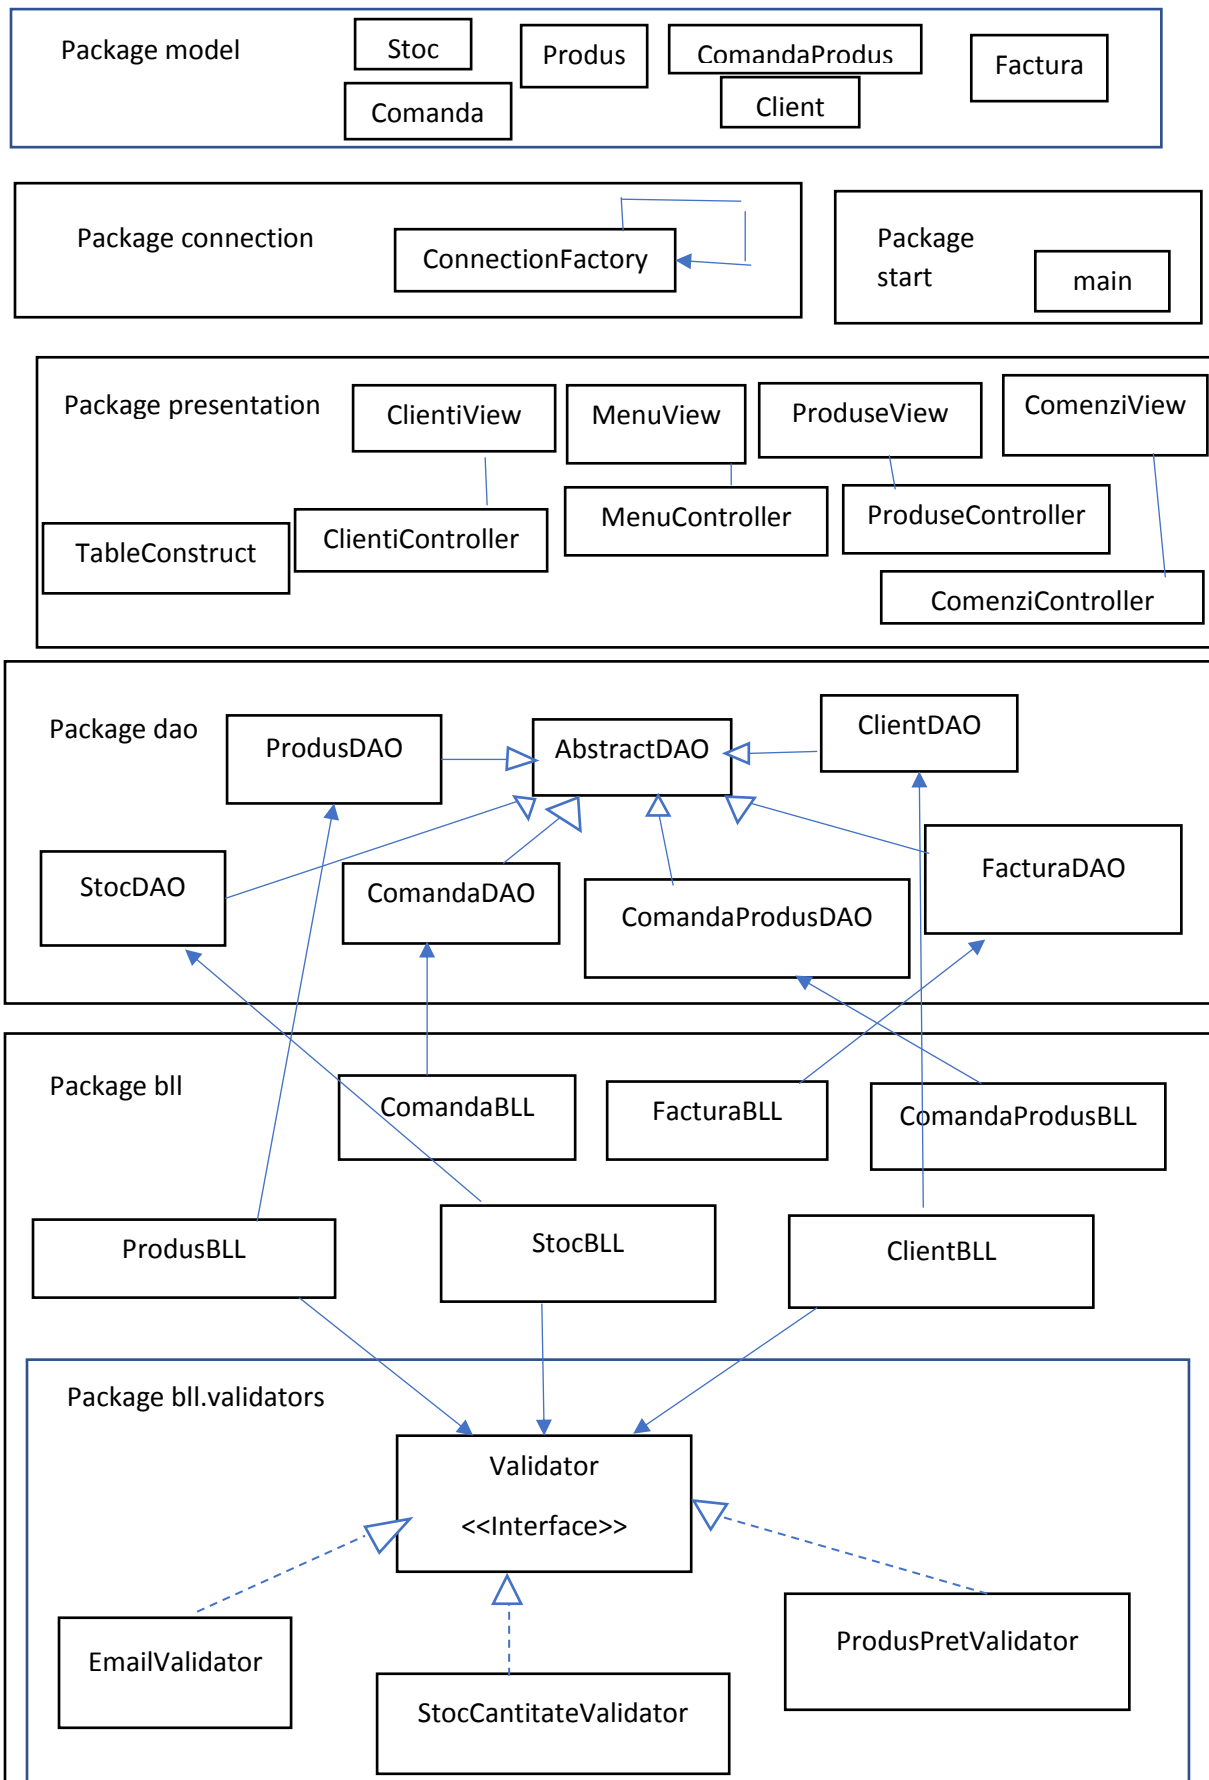 Package model
Stoc
Produs
ComandaProdus
Factura
Comanda
Client
Package connection
ConnectionFactory
Package
start
main
Package presentation
ClientiView
MenuView
ProduseView
ComenziView
TableConstruct
ClientiController
MenuController
ProduseController
ComenziController
Package dao
ProdusDAO
AbstractDAO
ClientDAO
StocDAO
ComandaDAO
ComandaProdusDAO
FacturaDAO
Package bll
ComandaBLL
FacturaBLL
ComandaProdusBLL
ProdusBLL
StocBLL
ClientBLL
Package bll.validators
Validator
<<Interface>>
EmailValidator
StocCantitateValidator
ProdusPretValidator